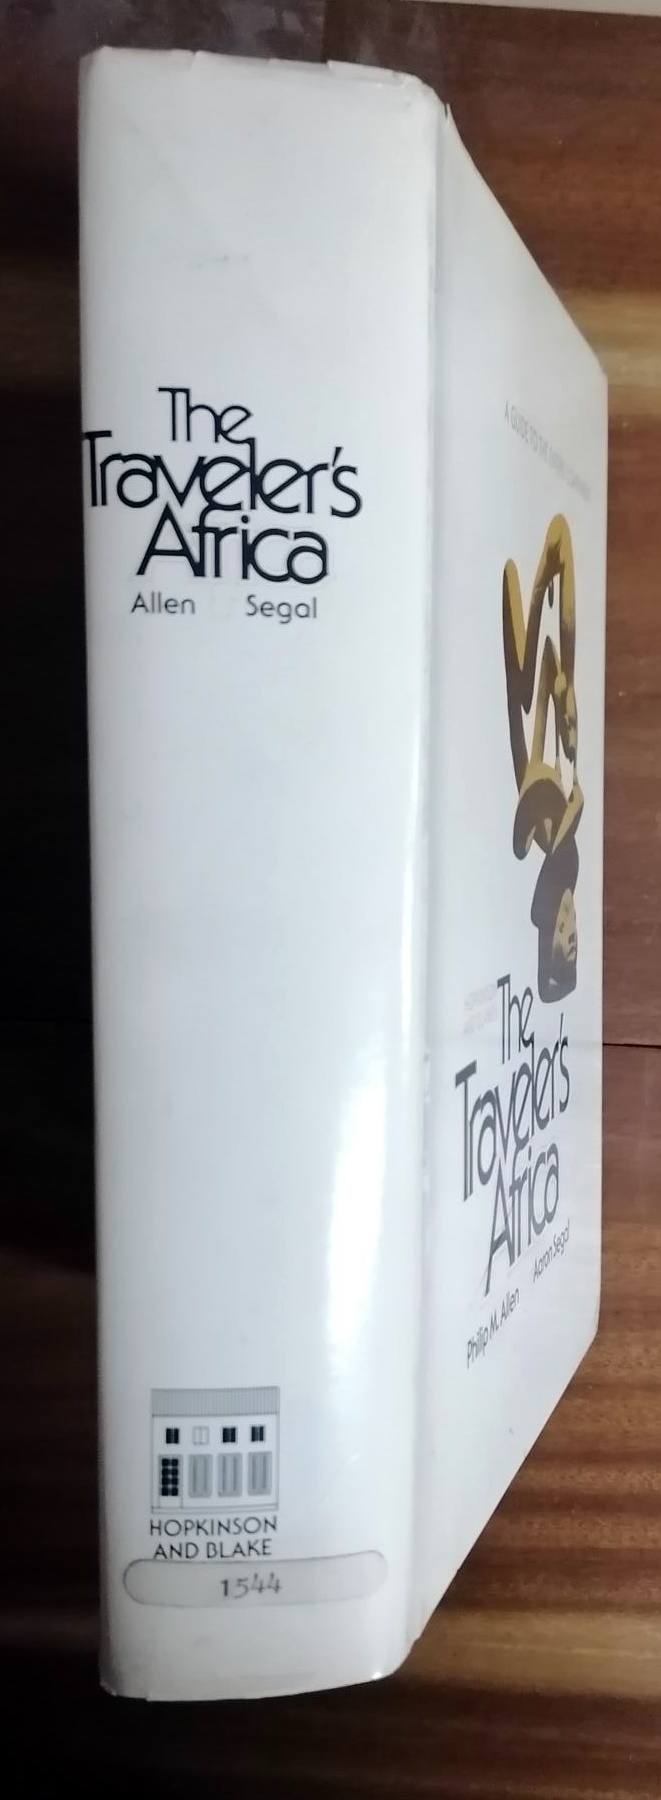 The
Traveler's
Africa
Allen Segal
HOPKINSON
AND BLAKE
1544
A GUIDE TO THE ENTIRE CONTINENT
The
Traveler's
Africa
Philip M. Allen Aaron Segal